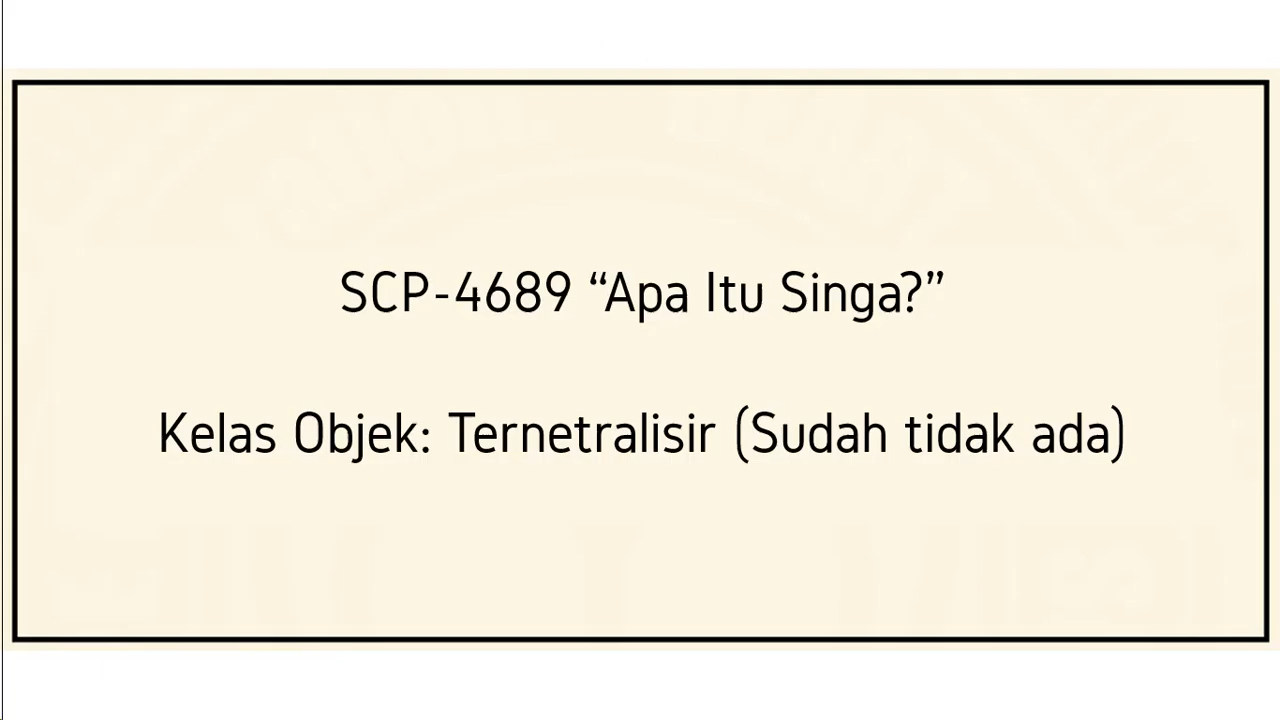 SCP-4689 “Apa Itu Singa?”
Kelas Objek: Ternetralisir (Sudah tidak ada)